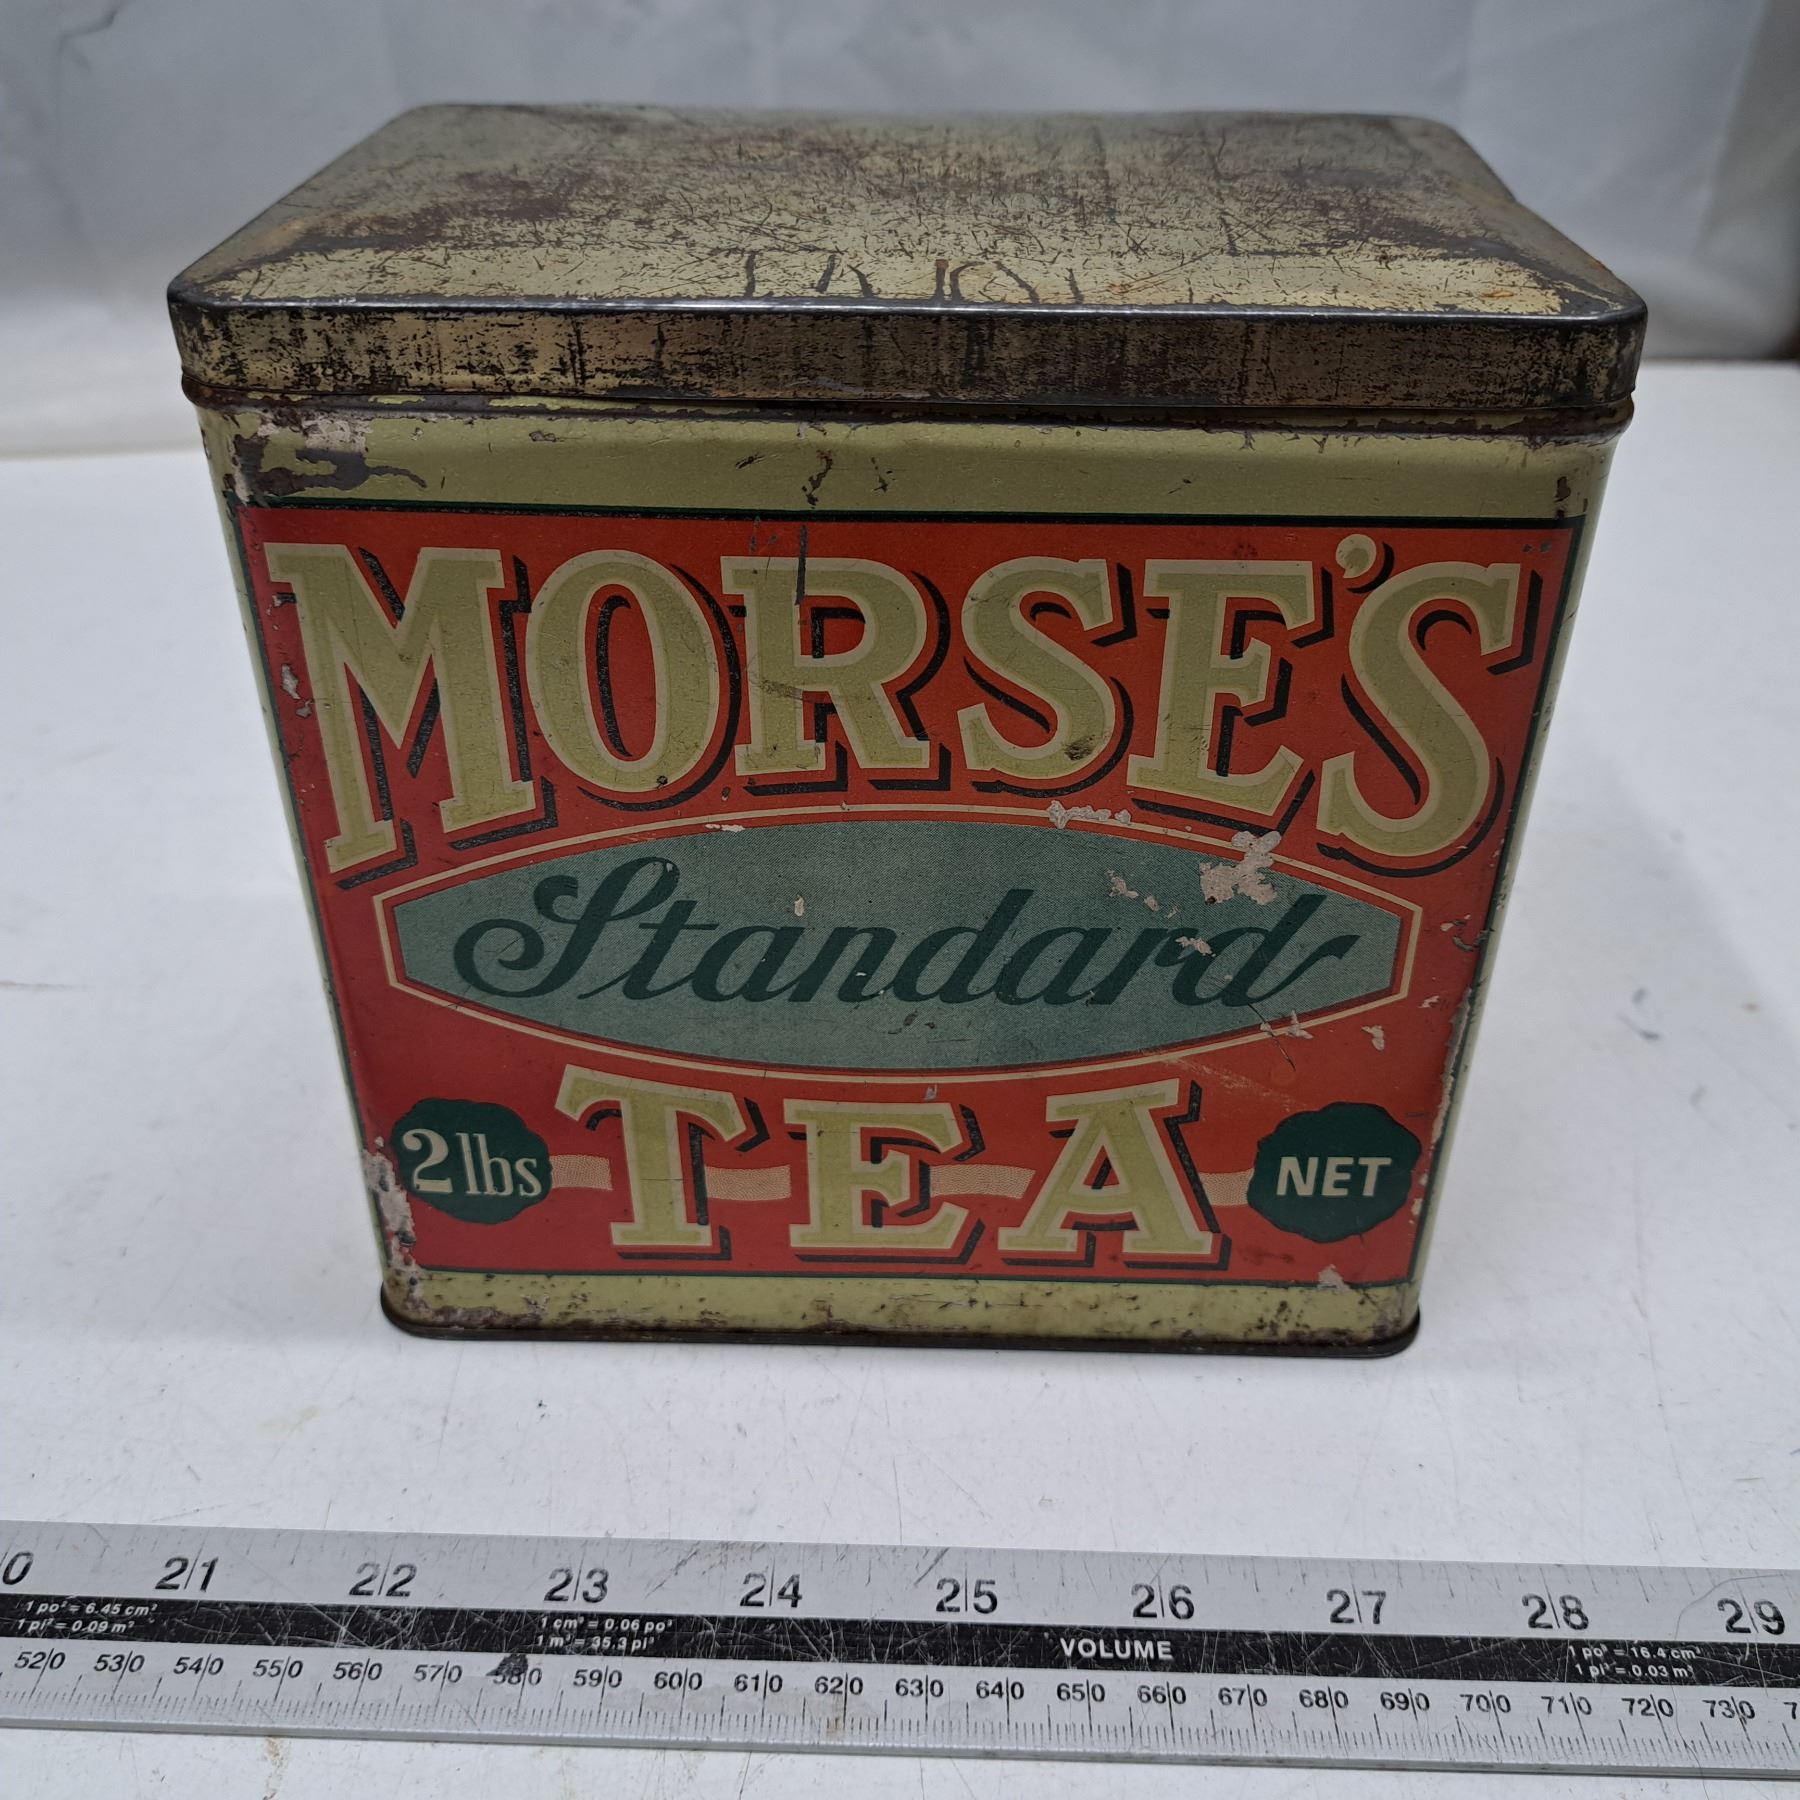 MORSE'S
Standard
TEA
2 lbs
NET
0 21 22 23 24 25 26 27 28 29
1 po² = 6.45 cm²
1 pi² = 0.09 m²
1 cm³ = 0.06 po³
1 m³ = 35.3 pi³
VOLUME
1 po³ = 16.4 cm³
1 pi³ = 0.03 m³
520 530 540 550 560 570 580 590 600 610 620 630 640 650 660 670 680 690 700 710 720 730 7